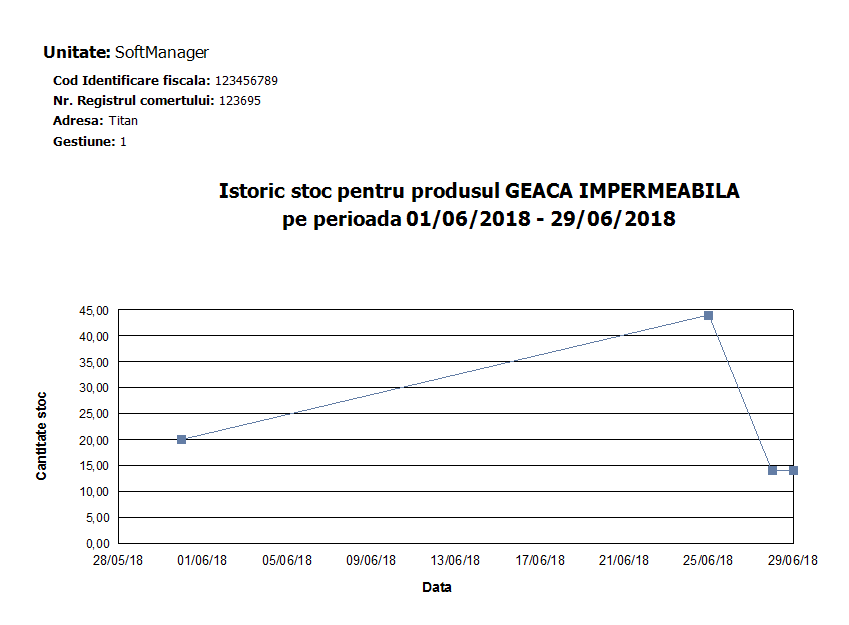 Unitate: SoftManager
Cod Identificare fiscala: 123456789
Nr. Registrul comertului: 123695
Adresa: Titan
Gestiune: 1
Istoric stoc pentru produsul GEACA IMPERMEABILA
pe perioada 01/06/2018 - 29/06/2018
45,00
40,00
35,00
30,00
25,00
20,00
15,00
10,00
5,00
0,00
Cantitate stoc
28/05/18 01/06/18 05/06/18 09/06/18 13/06/18 17/06/18 21/06/18 25/06/18 29/06/18
Data